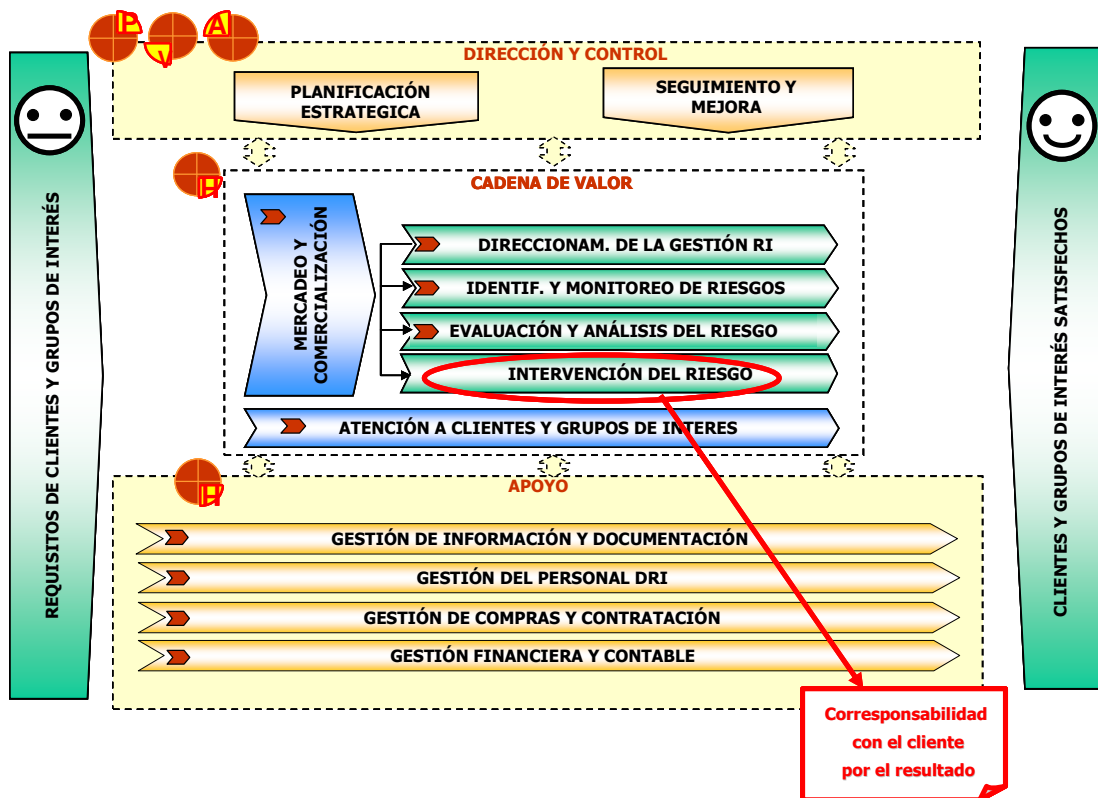 P
V
A
DIRECCIÓN Y CONTROL
PLANIFICACIÓN
ESTRATEGICA
SEGUIMIENTO Y
MEJORA
REQUISITOS DE CLIENTES Y GRUPOS DE INTERÉS
H
CADENA DE VALOR
MERCADEO Y
COMERCIALIZACIÓN
DIRECCIONAM. DE LA GESTIÓN RI
IDENTIF. Y MONITOREO DE RIESGOS
EVALUACIÓN Y ANÁLISIS DEL RIESGO
INTERVENCIÓN DEL RIESGO
ATENCIÓN A CLIENTES Y GRUPOS DE INTERES
H
APOYO
GESTIÓN DE INFORMACIÓN Y DOCUMENTACIÓN
GESTIÓN DEL PERSONAL DRI
GESTIÓN DE COMPRAS Y CONTRATACIÓN
GESTIÓN FINANCIERA Y CONTABLE
CLIENTES Y GRUPOS DE INTERÉS SATISFECHOS
Corresponsabilidad
con el cliente
por el resultado